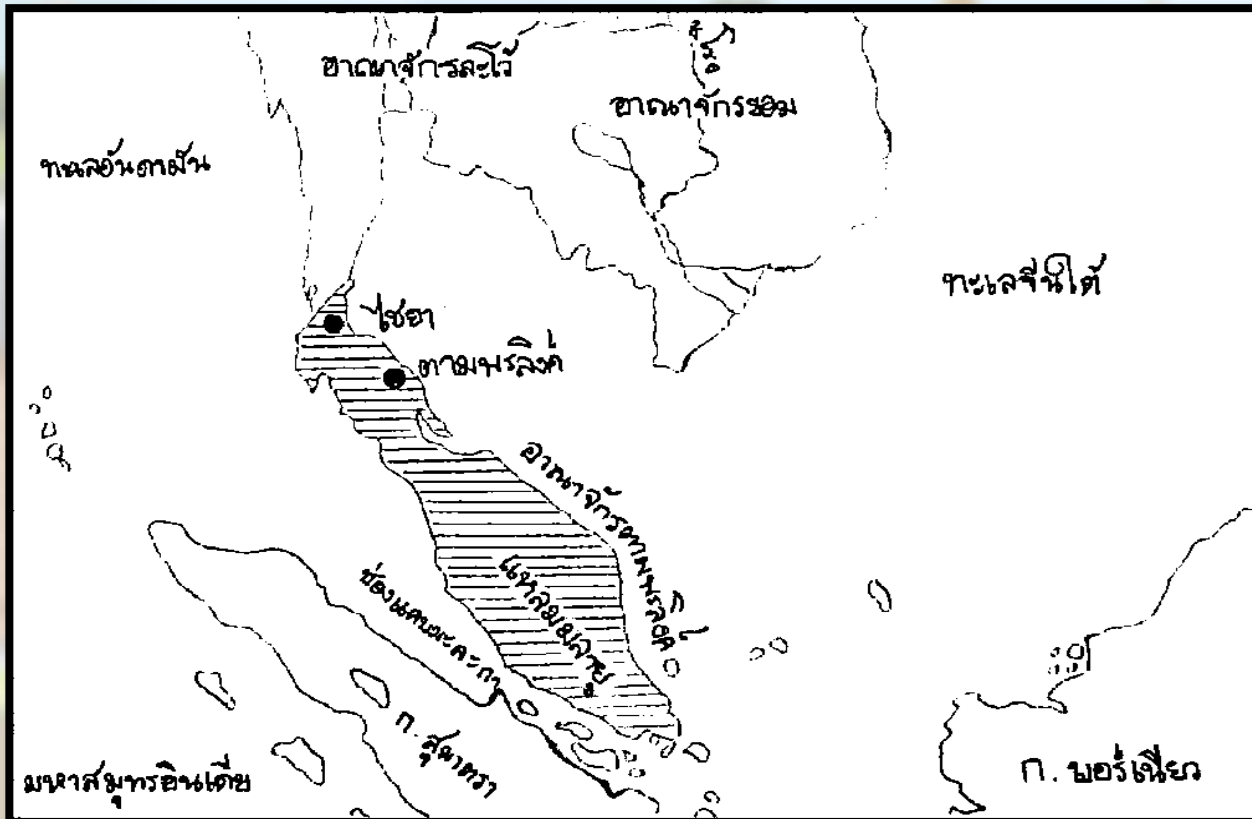 อาณาจักรละโว้
อาณาจักรขอม
ทะเลอันดามัน
ทะเลจีนใต้
ไชยา
ตามพรลิงค์
อาณาจักรตามพรลิงค์
แหลมมลายู
ช่องแคบมะละกา
ก. สุมาตรา
มหาสมุทรอินเดีย
ก. บอร์เนียว